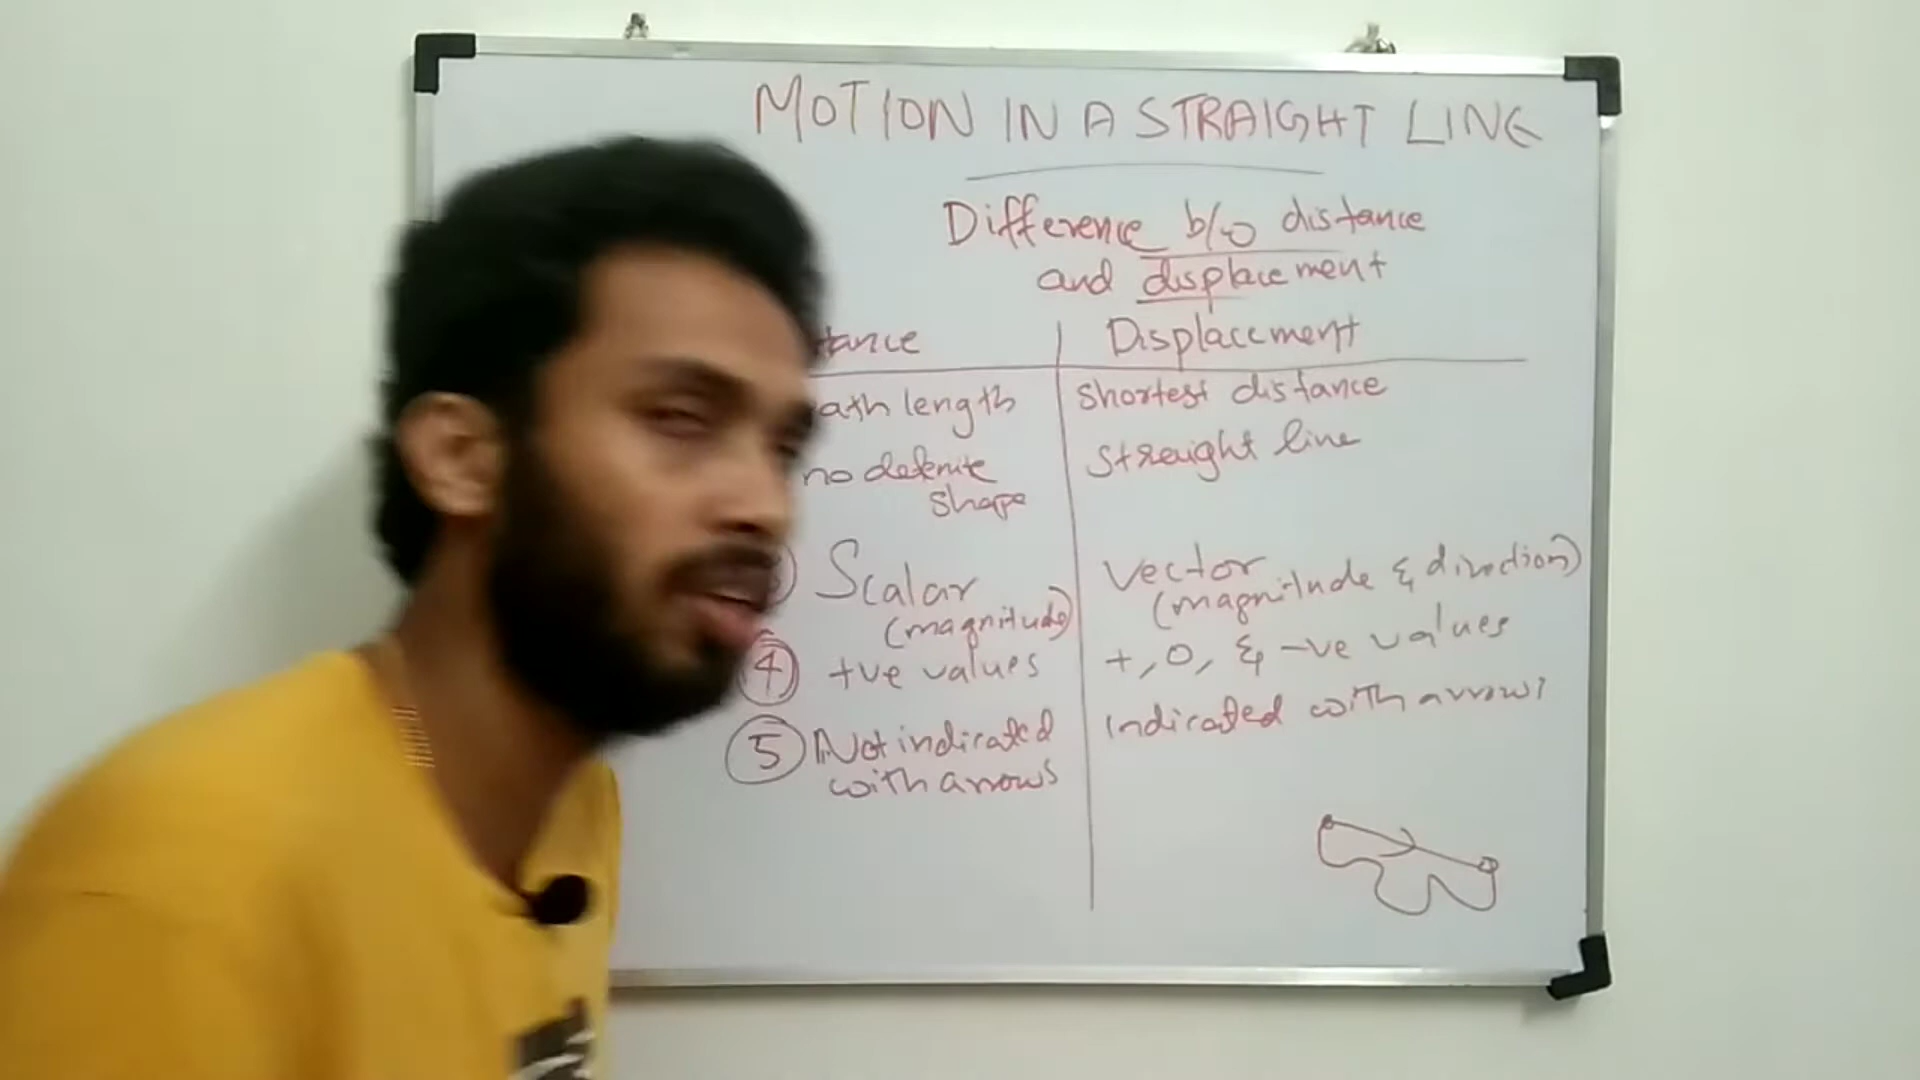 MOTION IN A STRAIGHT LINE
Difference b/w distance
and displacement
tance
Displacement
ath length
Shortest distance
no definite
shape
Straight line
Scalar
(magnitude)
Vector
(magnitude & direction)
④ +ve values
+, 0, & -ve values
⑤ Not indicated
with arrows
Indicated with arrows